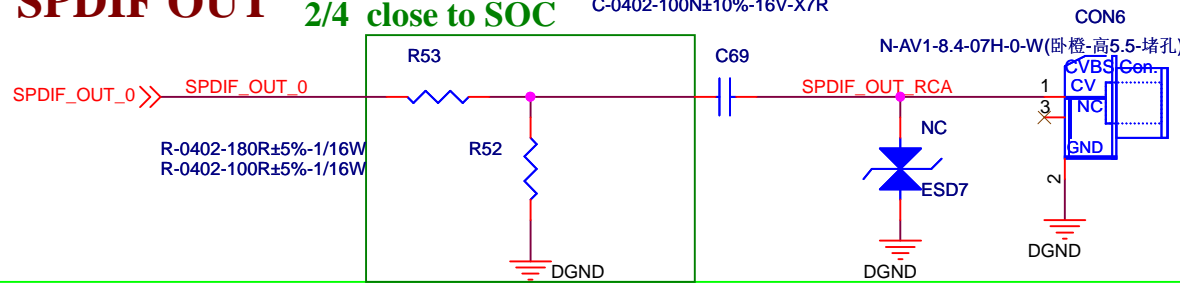 SPDIF OUT
2/4 close to SOC
C-0402-100N±10%-16V-X7R
CON6
N-AV1-8.4-07H-0-W(卧橙-高5.5-堵孔)
R53
C69
CVBS Con.
SPDIF_OUT_0
SPDIF_OUT_0
SPDIF_OUT_RCA
1
CV
3
NC
NC
R-0402-180R±5%-1/16W
R-0402-100R±5%-1/16W
R52
GND
2
ESD7
DGND
DGND
DGND